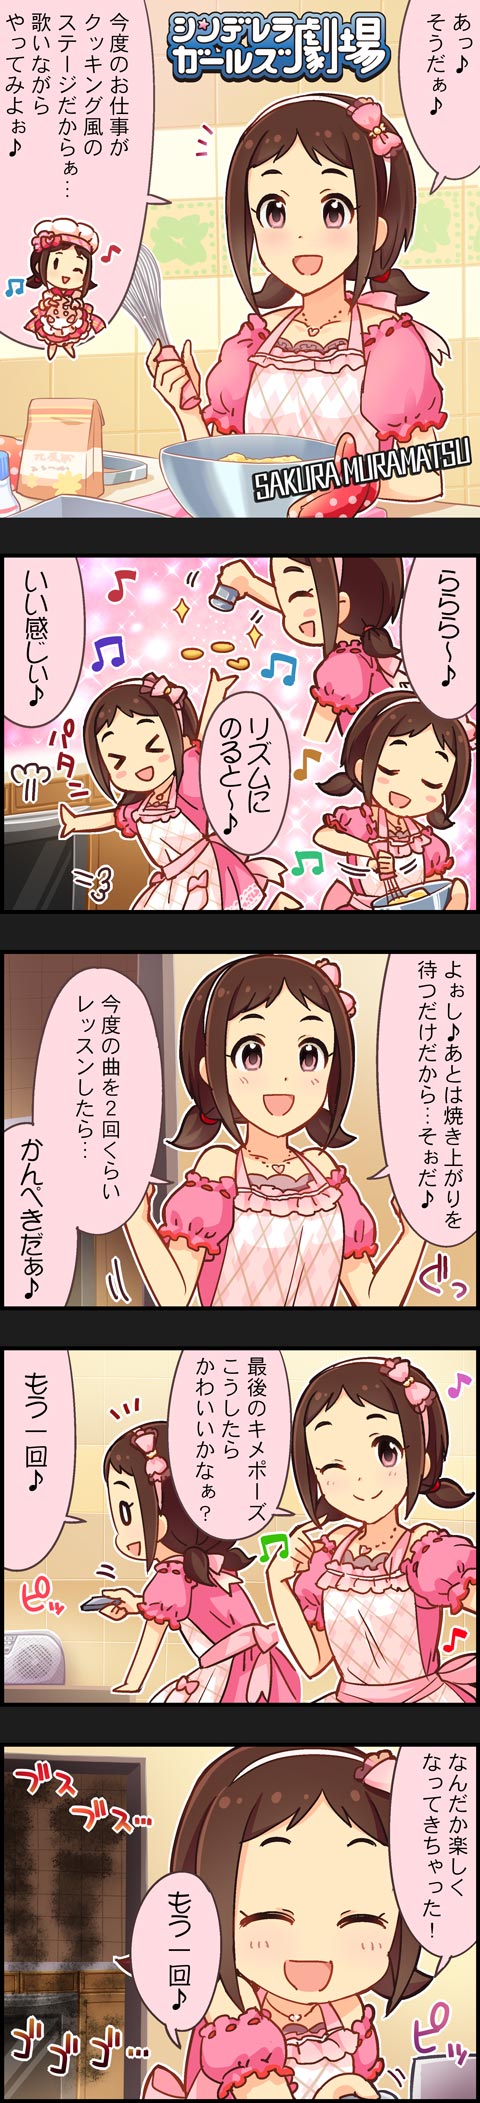 シンデレラ
ガールズ劇場
あっ♪
そうだぁ♪
今度のお仕事が
クッキング風の
ステージだからぁ…
歌いながら
やってみよぉ♪
SAKURA MURAMATSU
ららら～♪
リズムに
のると～♪
いい感じぃ♪
バタン
よぉし♪あとは焼き上がりを
待つだけだから…そぉだ♪
今度の曲を2回くらい
レッスンしたら…
かんぺきだぁ♪
ぐっ
最後のキメポーズ
こうしたら
かわいいかなぁ？
もう一回♪
ピッ
なんだか楽しく
なってきちゃった！
もう一回♪
ピッ
ブス
ブス…
ゴゴゴ…